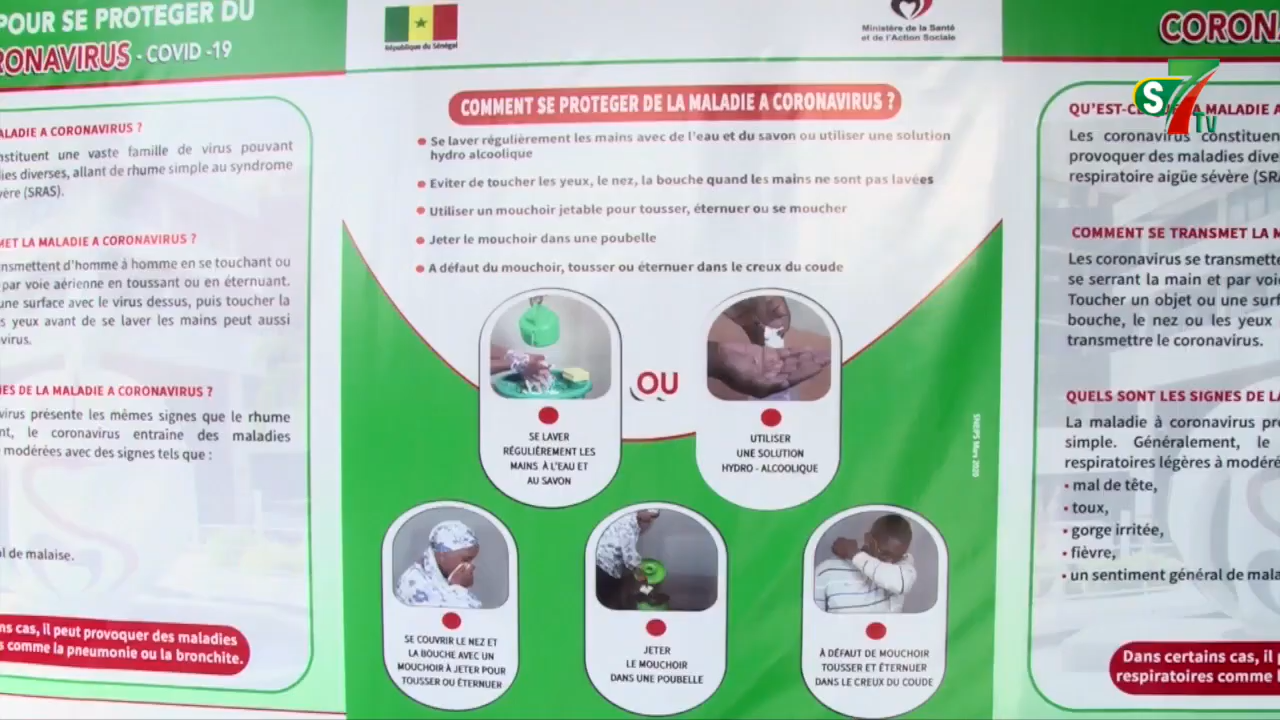 POUR SE PROTEGER DU
CORONAVIRUS - COVID -19
MALADIE A CORONAVIRUS ?
constituent une vaste famille de virus pouvant
dies diverses, allant de rhume simple au syndrome
sévère (SRAS).
MET LA MALADIE A CORONAVIRUS ?
transmettent d'homme à homme en se touchant ou
par voie aérienne en toussant ou en éternuant.
une surface avec le virus dessus, puis toucher la
s yeux avant de se laver les mains peut aussi
virus.
ES DE LA MALADIE A CORONAVIRUS ?
virus présente les mêmes signes que le rhume
nt, le coronavirus entraine des maladies
modérées avec des signes tels que :
al de malaise.
ns cas, il peut provoquer des maladies
s comme la pneumonie ou la bronchite.
République du Sénégal
Ministère de la Santé
et de l'Action Sociale
COMMENT SE PROTEGER DE LA MALADIE A CORONAVIRUS ?
• Se laver régulièrement les mains avec de l'eau et du savon ou utiliser une solution
hydro alcoolique
• Eviter de toucher les yeux, le nez, la bouche quand les mains ne sont pas lavées
• Utiliser un mouchoir jetable pour tousser, éternuer ou se moucher
• Jeter le mouchoir dans une poubelle
• A défaut du mouchoir, tousser ou éternuer dans le creux du coude
OU
SE LAVER
RÉGULIÈREMENT LES
MAINS À L'EAU ET
AU SAVON
UTILISER
UNE SOLUTION
HYDRO - ALCOOLIQUE
SNEIPS Mars 2020
SE COUVRIR LE NEZ ET
LA BOUCHE AVEC UN
MOUCHOIR À JETER POUR
TOUSSER OU ÉTERNUER
JETER
LE MOUCHOIR
DANS UNE POUBELLE
À DÉFAUT DE MOUCHOIR
TOUSSER ET ÉTERNUER
DANS LE CREUX DU COUDE
CORON
S7 TV
QU'EST-C LA MALADIE A
Les coronavirus constituen
provoquer des maladies dive
respiratoire aigüe sévère (SRA
COMMENT SE TRANSMET LA M
Les coronavirus se transmette
se serrant la main et par voie
Toucher un objet ou une surf
bouche, le nez ou les yeux
transmettre le coronavirus.
QUELS SONT LES SIGNES DE LA
La maladie à coronavirus pr
simple. Généralement, le
respiratoires légères à modéré
• mal de tête,
• toux,
• gorge irritée,
• fièvre,
• un sentiment général de mala
Dans certains cas, il p
respiratoires comme l